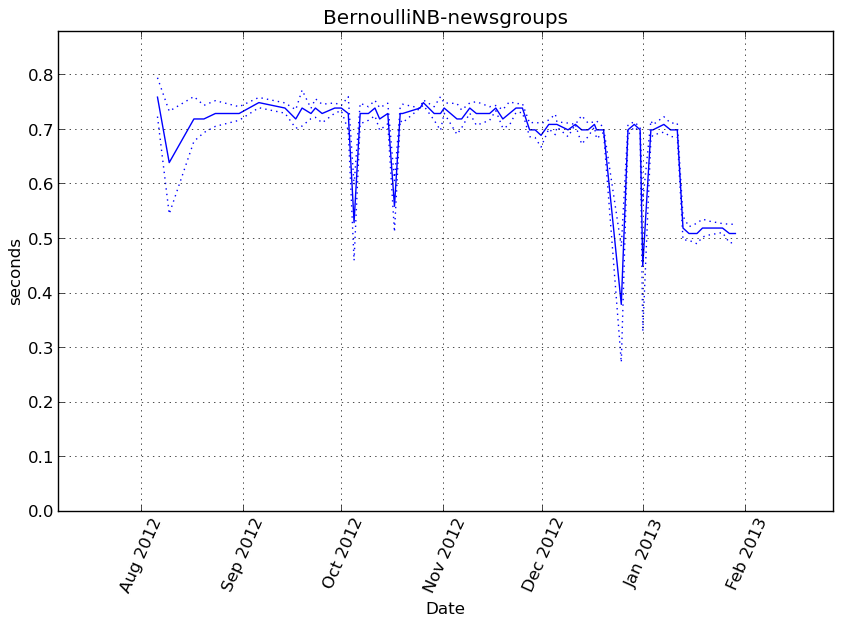 BernoulliNB-newsgroups
0.8
0.7
0.6
0.5
0.4
0.3
0.2
0.1
0.0
seconds
Aug 2012
Sep 2012
Oct 2012
Nov 2012
Dec 2012
Jan 2013
Feb 2013
Date